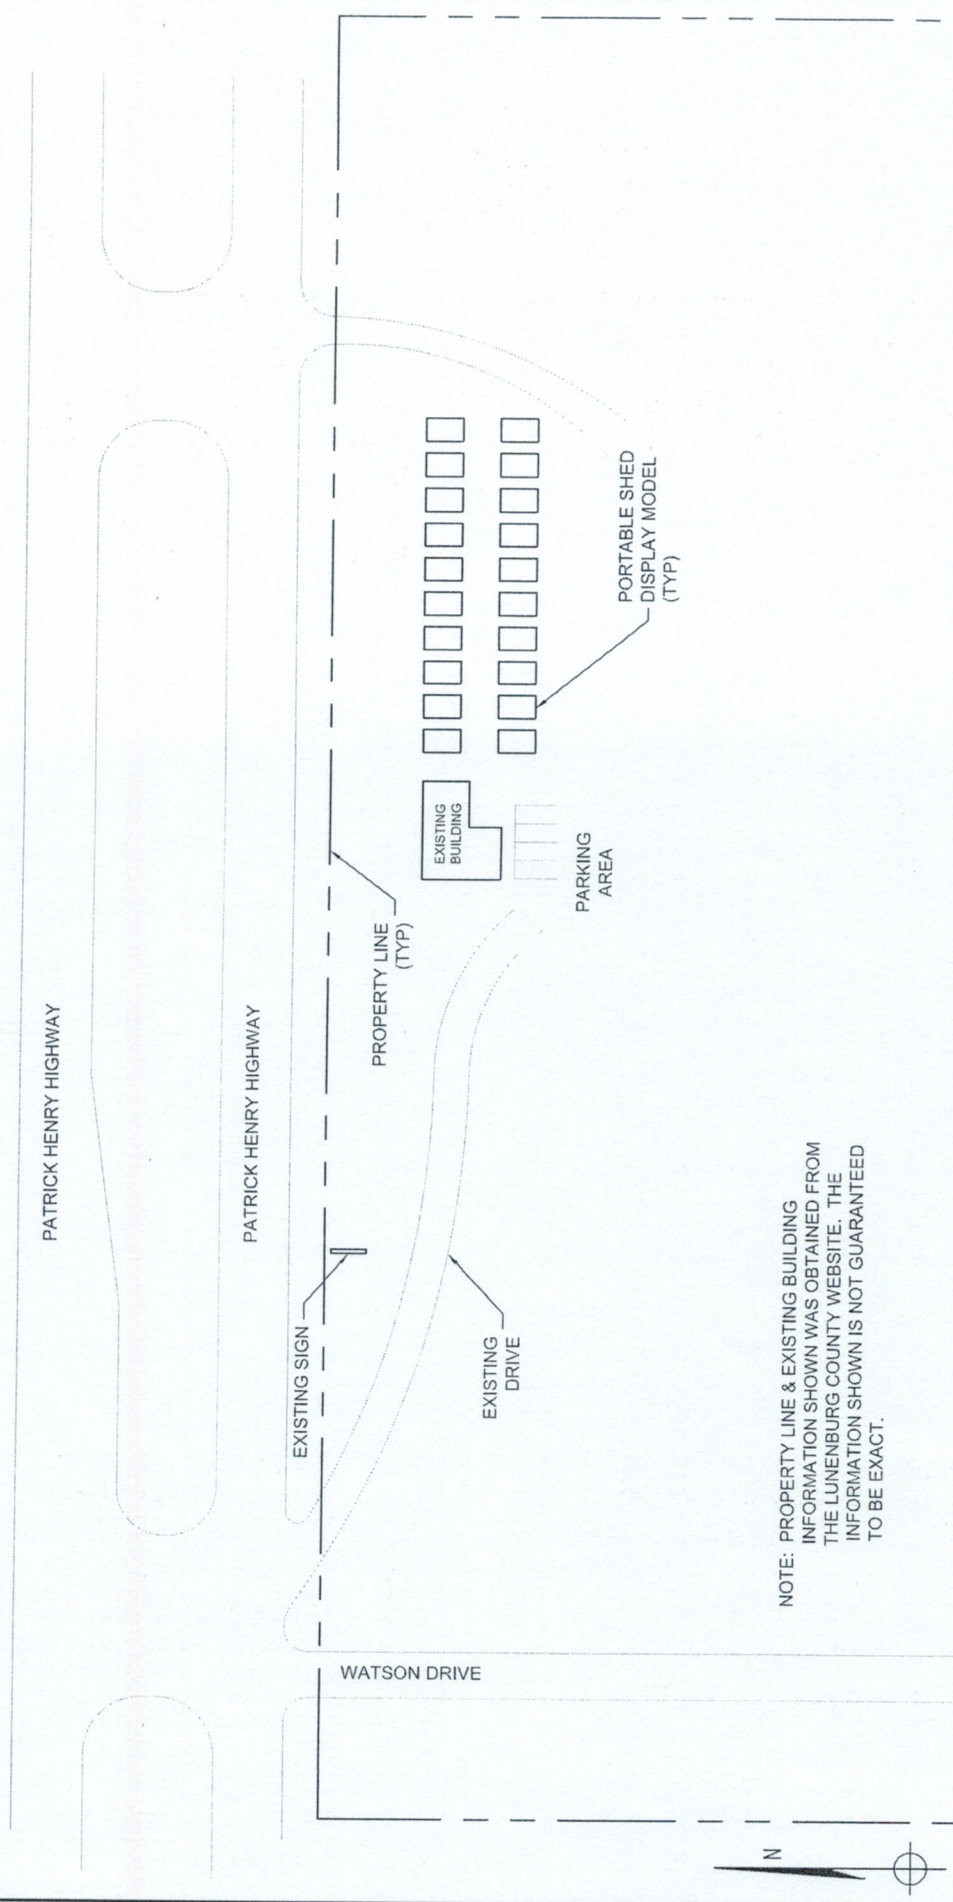 PATRICK HENRY HIGHWAY
PATRICK HENRY HIGHWAY
EXISTING SIGN
PROPERTY LINE
(TYP)
EXISTING
BUILDING
EXISTING
DRIVE
PARKING
AREA
PORTABLE SHED
DISPLAY MODEL
(TYP)
WATSON DRIVE
NOTE: PROPERTY LINE & EXISTING BUILDING
INFORMATION SHOWN WAS OBTAINED FROM
THE LUNENBURG COUNTY WEBSITE. THE
INFORMATION SHOWN IS NOT GUARANTEED
TO BE EXACT.
N